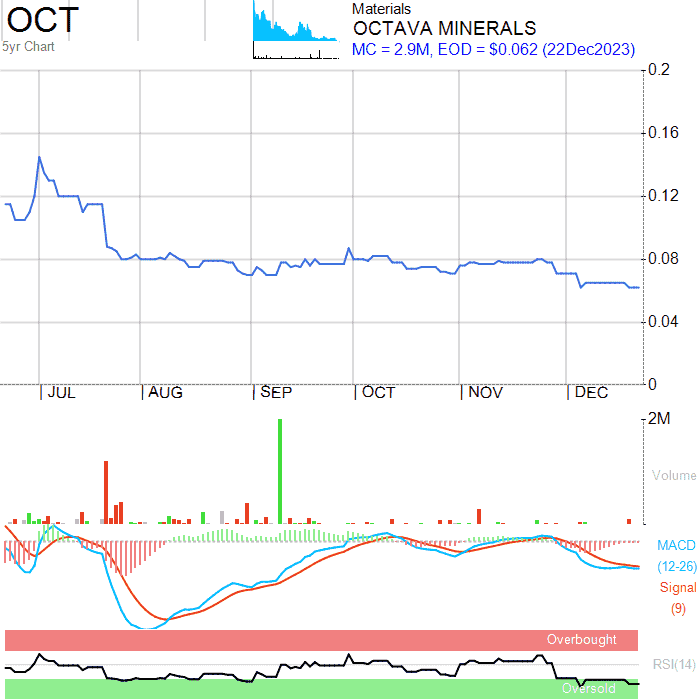 OCT
5yr Chart
Materials
OCTAVA MINERALS
MC = 2.9M, EOD = $0.062 (22Dec2023)
0.2
0.16
0.12
0.08
0.04
0
JUL AUG SEP OCT NOV DEC
2M
Volume
MACD
(12-26)
Signal
(9)
Overbought
RSI(14)
Oversold